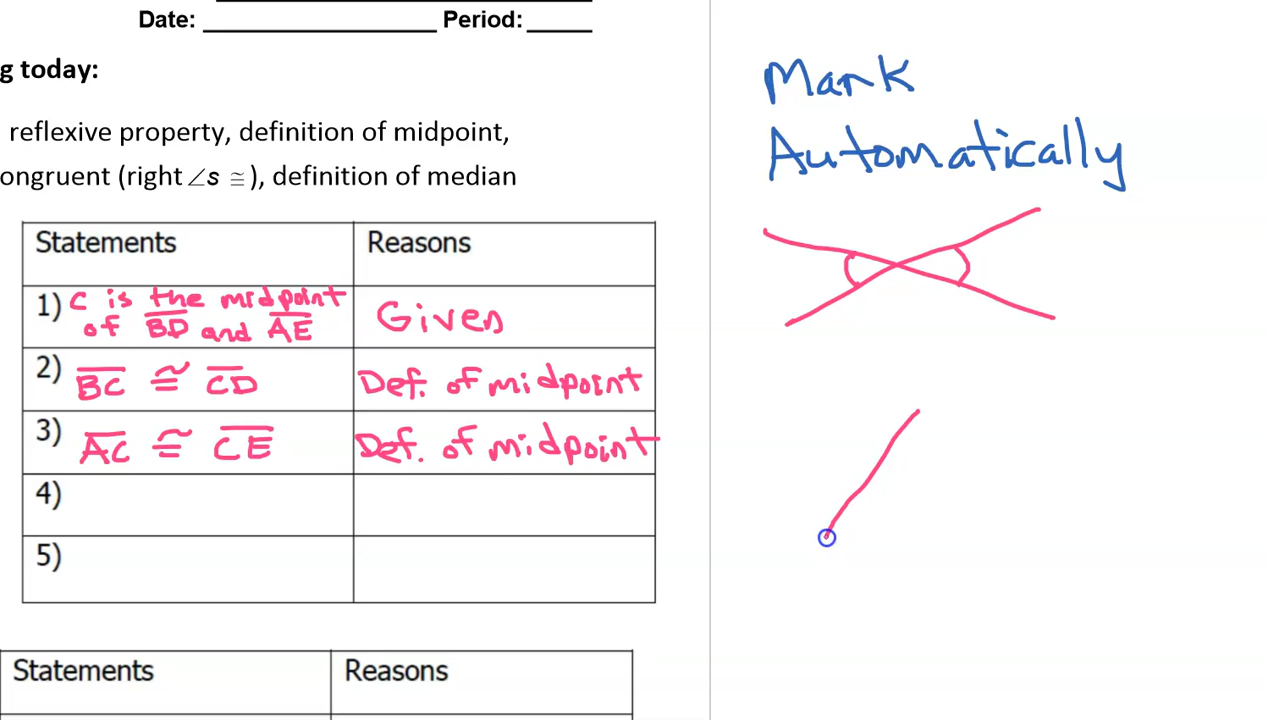 Date: ____ Period: ____
g today:
reflexive property, definition of midpoint,
ongruent (right ∠s ≅), definition of median
Statements Reasons
1) C is the midpoint of BD and AE Given
2) BC ≅ CD Def. of midpoint
3) AC ≅ CE Def. of midpoint
4)
5)
Statements Reasons
Mark
Automatically